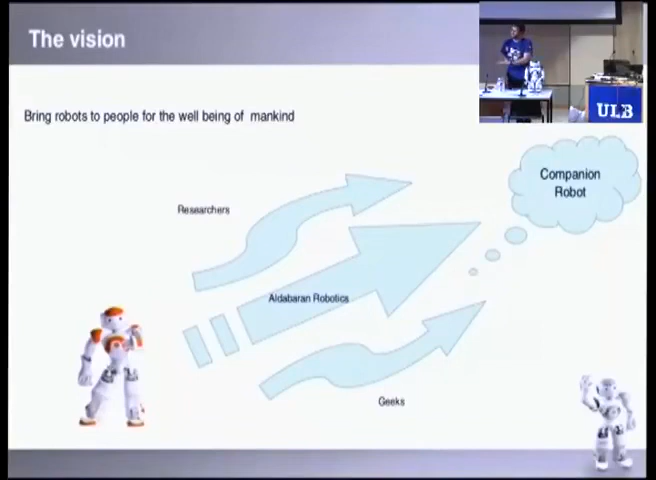 The vision
ULB
Bring robots to people for the well being of mankind
Companion
Robot
Researchers
Aldabaran Robotics
Geeks